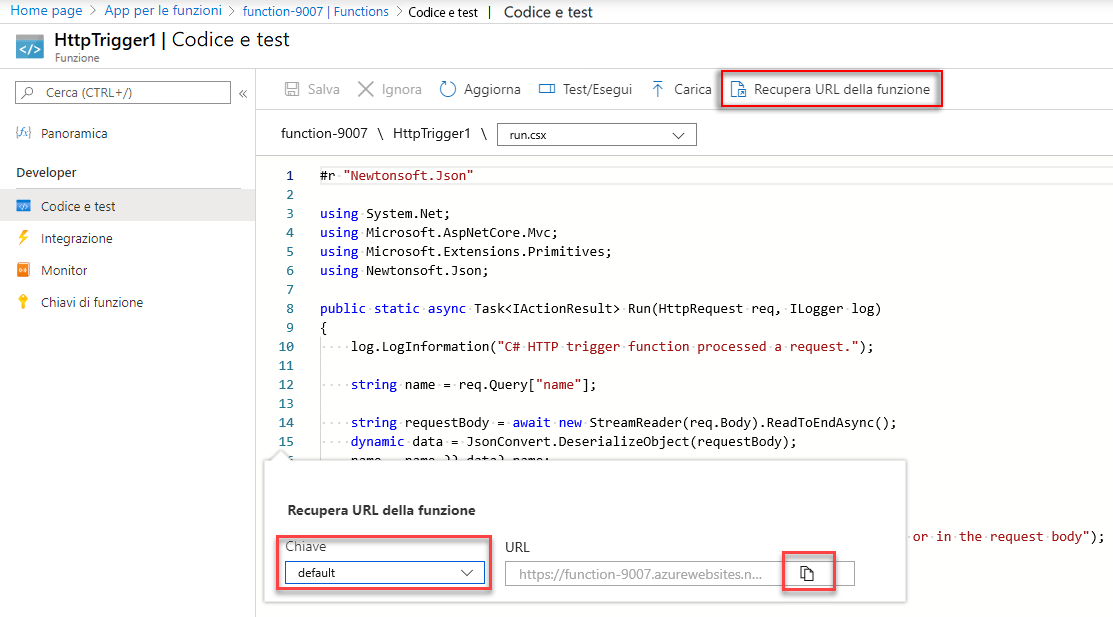 Home page > App per le funzioni > function-9007 | Functions > Codice e test | Codice e test
HttpTrigger1 | Codice e test
Funzione
Cerca (CTRL+/)
«
Salva
Ignora
Aggiorna
Test/Esegui
Carica
Recupera URL della funzione
Panoramica
Developer
Codice e test
Integrazione
Monitor
Chiavi di funzione
function-9007 \ HttpTrigger1 \ run.csx
1 #r "Newtonsoft.Json"
2
3 using System.Net;
4 using Microsoft.AspNetCore.Mvc;
5 using Microsoft.Extensions.Primitives;
6 using Newtonsoft.Json;
7
8 public static async Task<IActionResult> Run(HttpRequest req, ILogger log)
9 {
10 log.LogInformation("C# HTTP trigger function processed a request.");
11
12 string name = req.Query["name"];
13
14 string requestBody = await new StreamReader(req.Body).ReadToEndAsync();
15 dynamic data = JsonConvert.DeserializeObject(requestBody);
name = name ?? data?.name;
or in the request body");
Recupera URL della funzione
Chiave
default
URL
https://function-9007.azurewebsites.n...